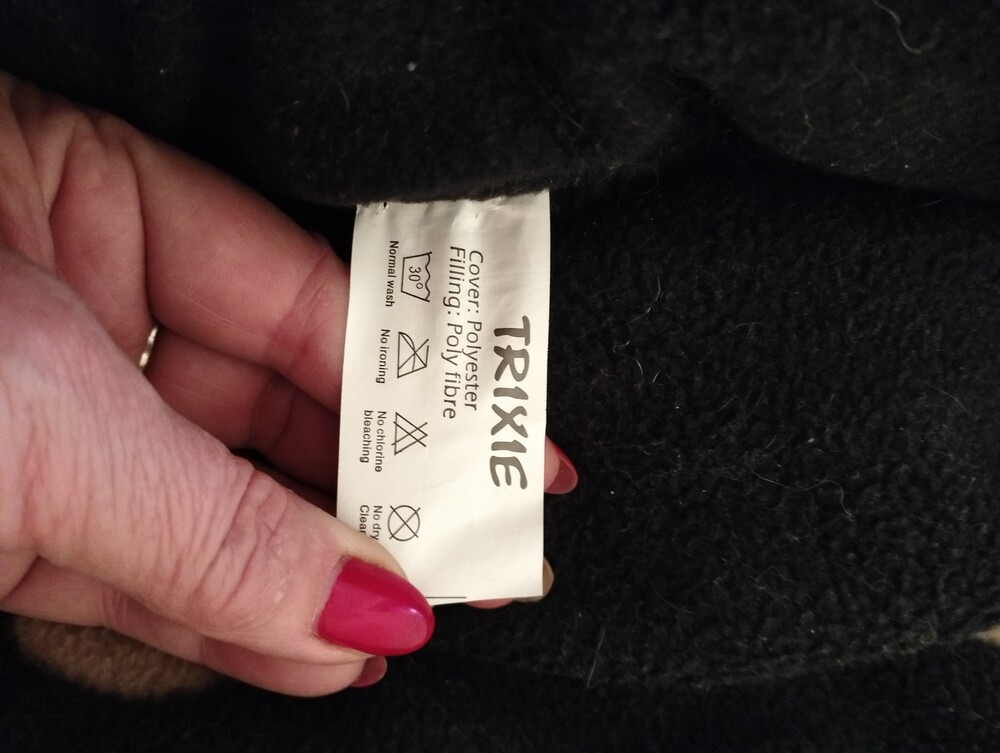 TRIXIE
Cover: Polyester
Filling: Poly fibre
30°
Normal wash
No ironing
No chlorine
bleaching
No dry